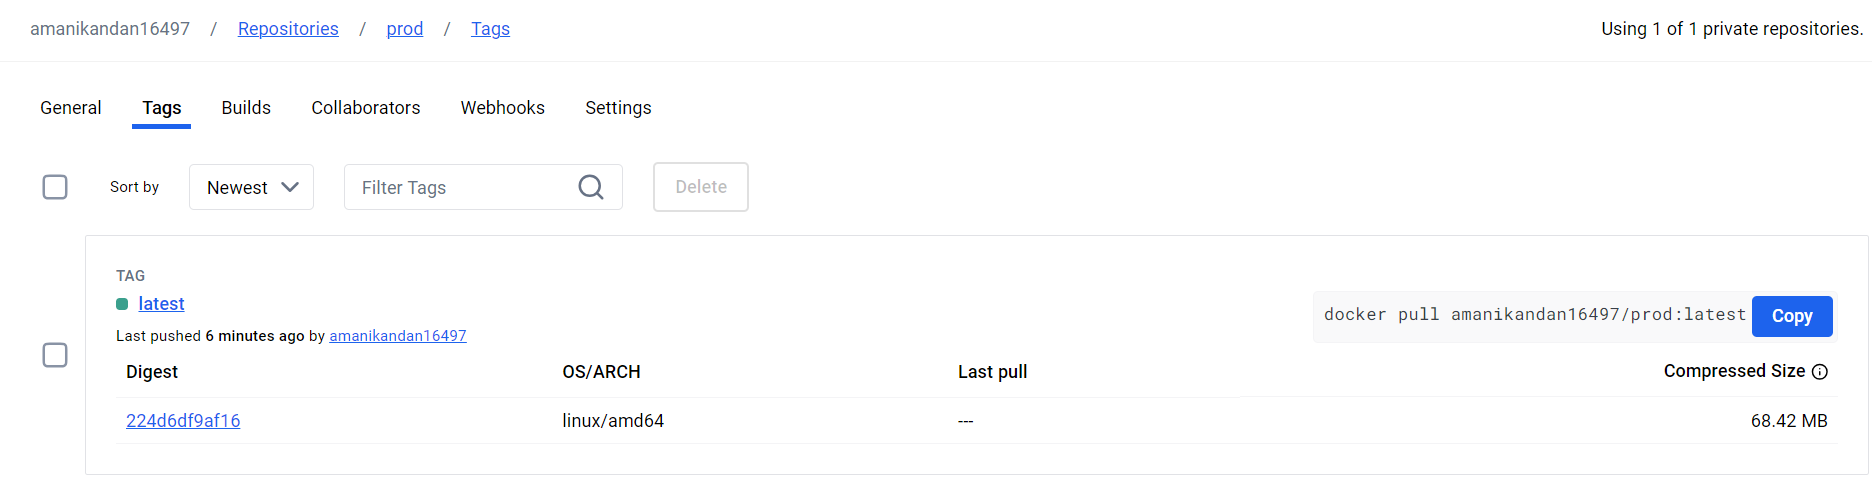 amanikandan16497 / Repositories / prod / Tags Using 1 of 1 private repositories.
General Tags Builds Collaborators Webhooks Settings
Sort by Newest Filter Tags Delete
TAG
latest
docker pull amanikandan16497/prod:latest Copy
Last pushed 6 minutes ago by amanikandan16497
Digest OS/ARCH Last pull Compressed Size
224d6df9af16 linux/amd64 --- 68.42 MB